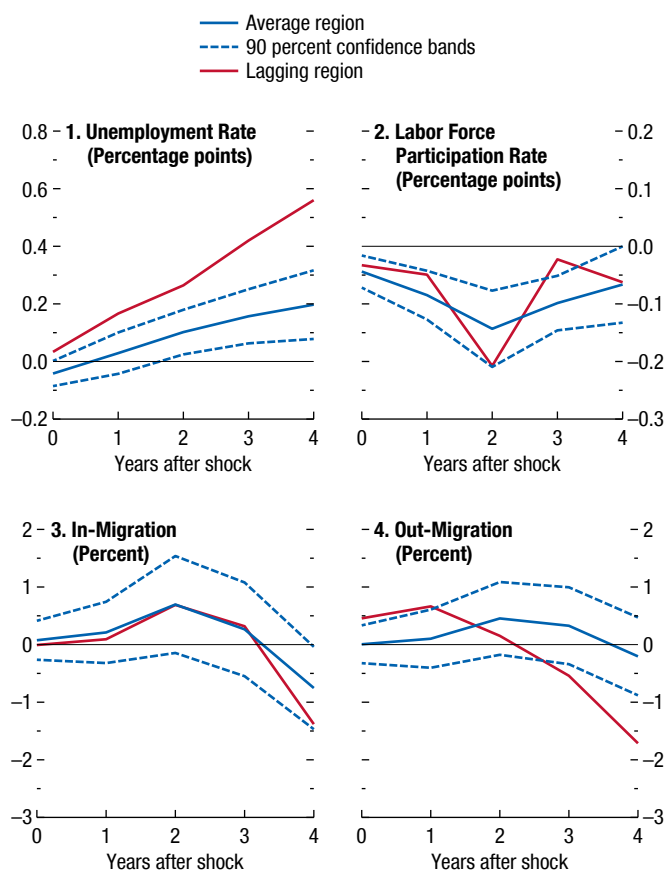 Average region
90 percent confidence bands
Lagging region
1. Unemployment Rate
(Percentage points)
0.8
0.6
0.4
0.2
0.0
–0.2
0 1 2 3 4
Years after shock
2. Labor Force
Participation Rate
(Percentage points)
0.2
0.1
0.0
–0.1
–0.2
–0.3
0 1 2 3 4
Years after shock
3. In-Migration
(Percent)
2
1
0
–1
–2
–3
0 1 2 3 4
Years after shock
4. Out-Migration
(Percent)
2
1
0
–1
–2
–3
0 1 2 3 4
Years after shock